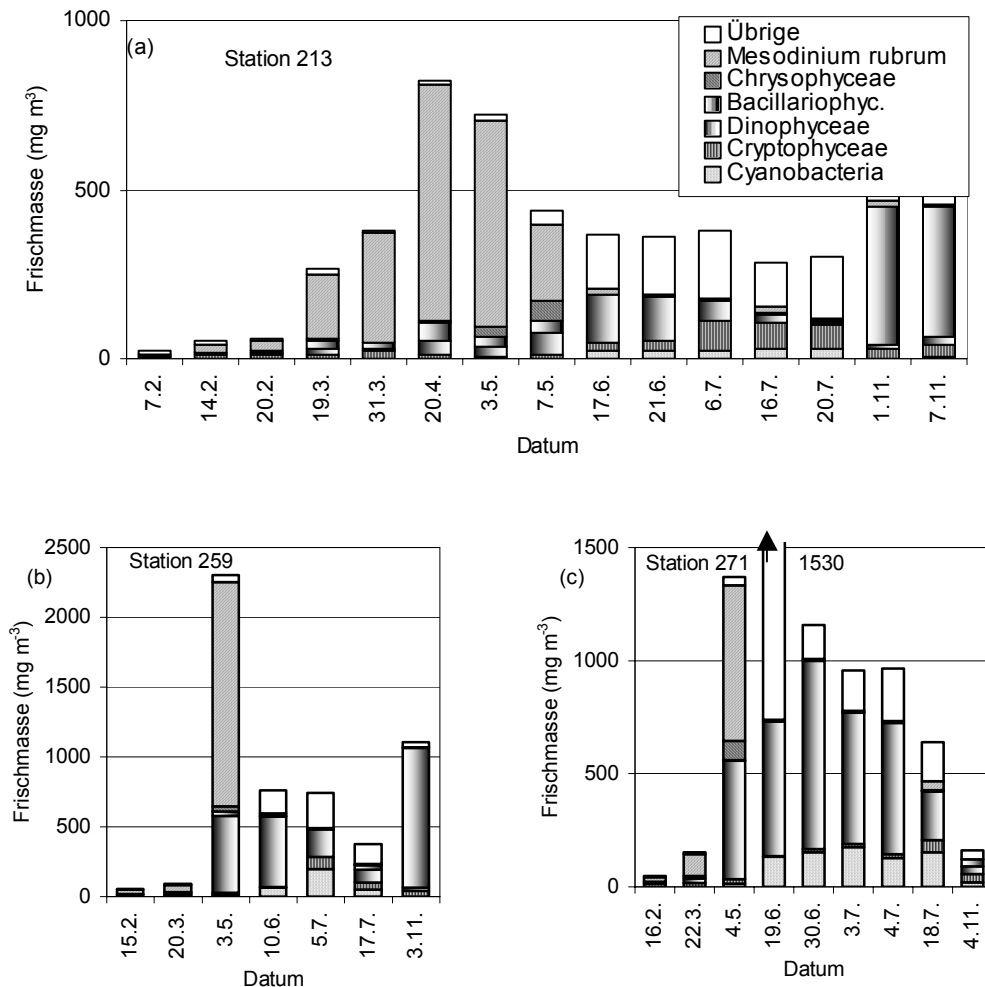 (a)
Station 213
Frischmasse (mg m³)
1000
500
0
Übrige
Mesodinium rubrum
Chrysophyceae
Bacillariophyc.
Dinophyceae
Cryptophyceae
Cyanobacteria
7.2.
14.2.
20.2.
19.3.
31.3.
20.4.
3.5.
7.5.
17.6.
21.6.
6.7.
16.7.
20.7.
1.11.
7.11.
Datum
(b)
Station 259
Frischmasse (mg m⁻³)
2500
2000
1500
1000
500
0
15.2.
20.3.
3.5.
10.6.
5.7.
17.7.
3.11.
Datum
(c)
Station 271
1530
Frischmasse (mg m⁻³)
1500
1000
500
0
16.2.
22.3.
4.5.
19.6.
30.6.
3.7.
4.7.
18.7.
4.11.
Datum